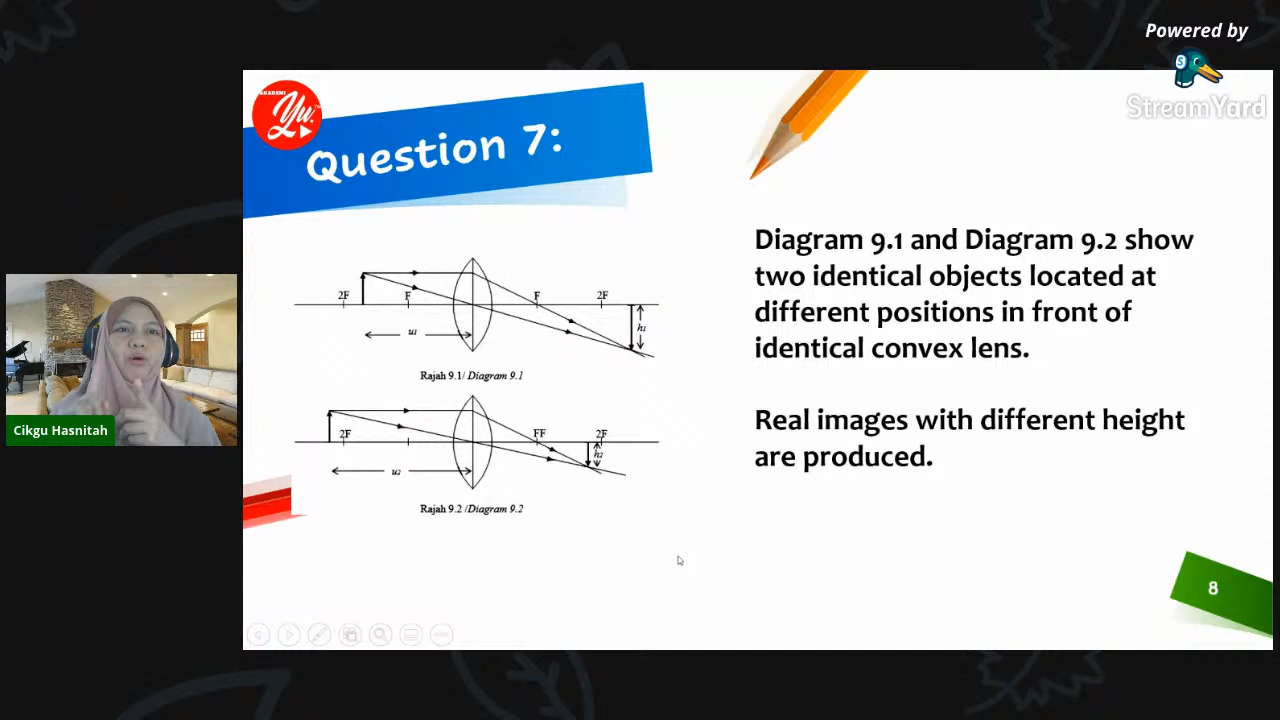 Powered by
StreamYard
AKADEMI
Yu.
Question 7:
2F
F
F
2F
u1
h1
Rajah 9.1/ Diagram 9.1
2F
FF
2F
u2
h2
Rajah 9.2 /Diagram 9.2
Diagram 9.1 and Diagram 9.2 show
two identical objects located at
different positions in front of
identical convex lens.
Real images with different height
are produced.
Cikgu Hasnitah
8